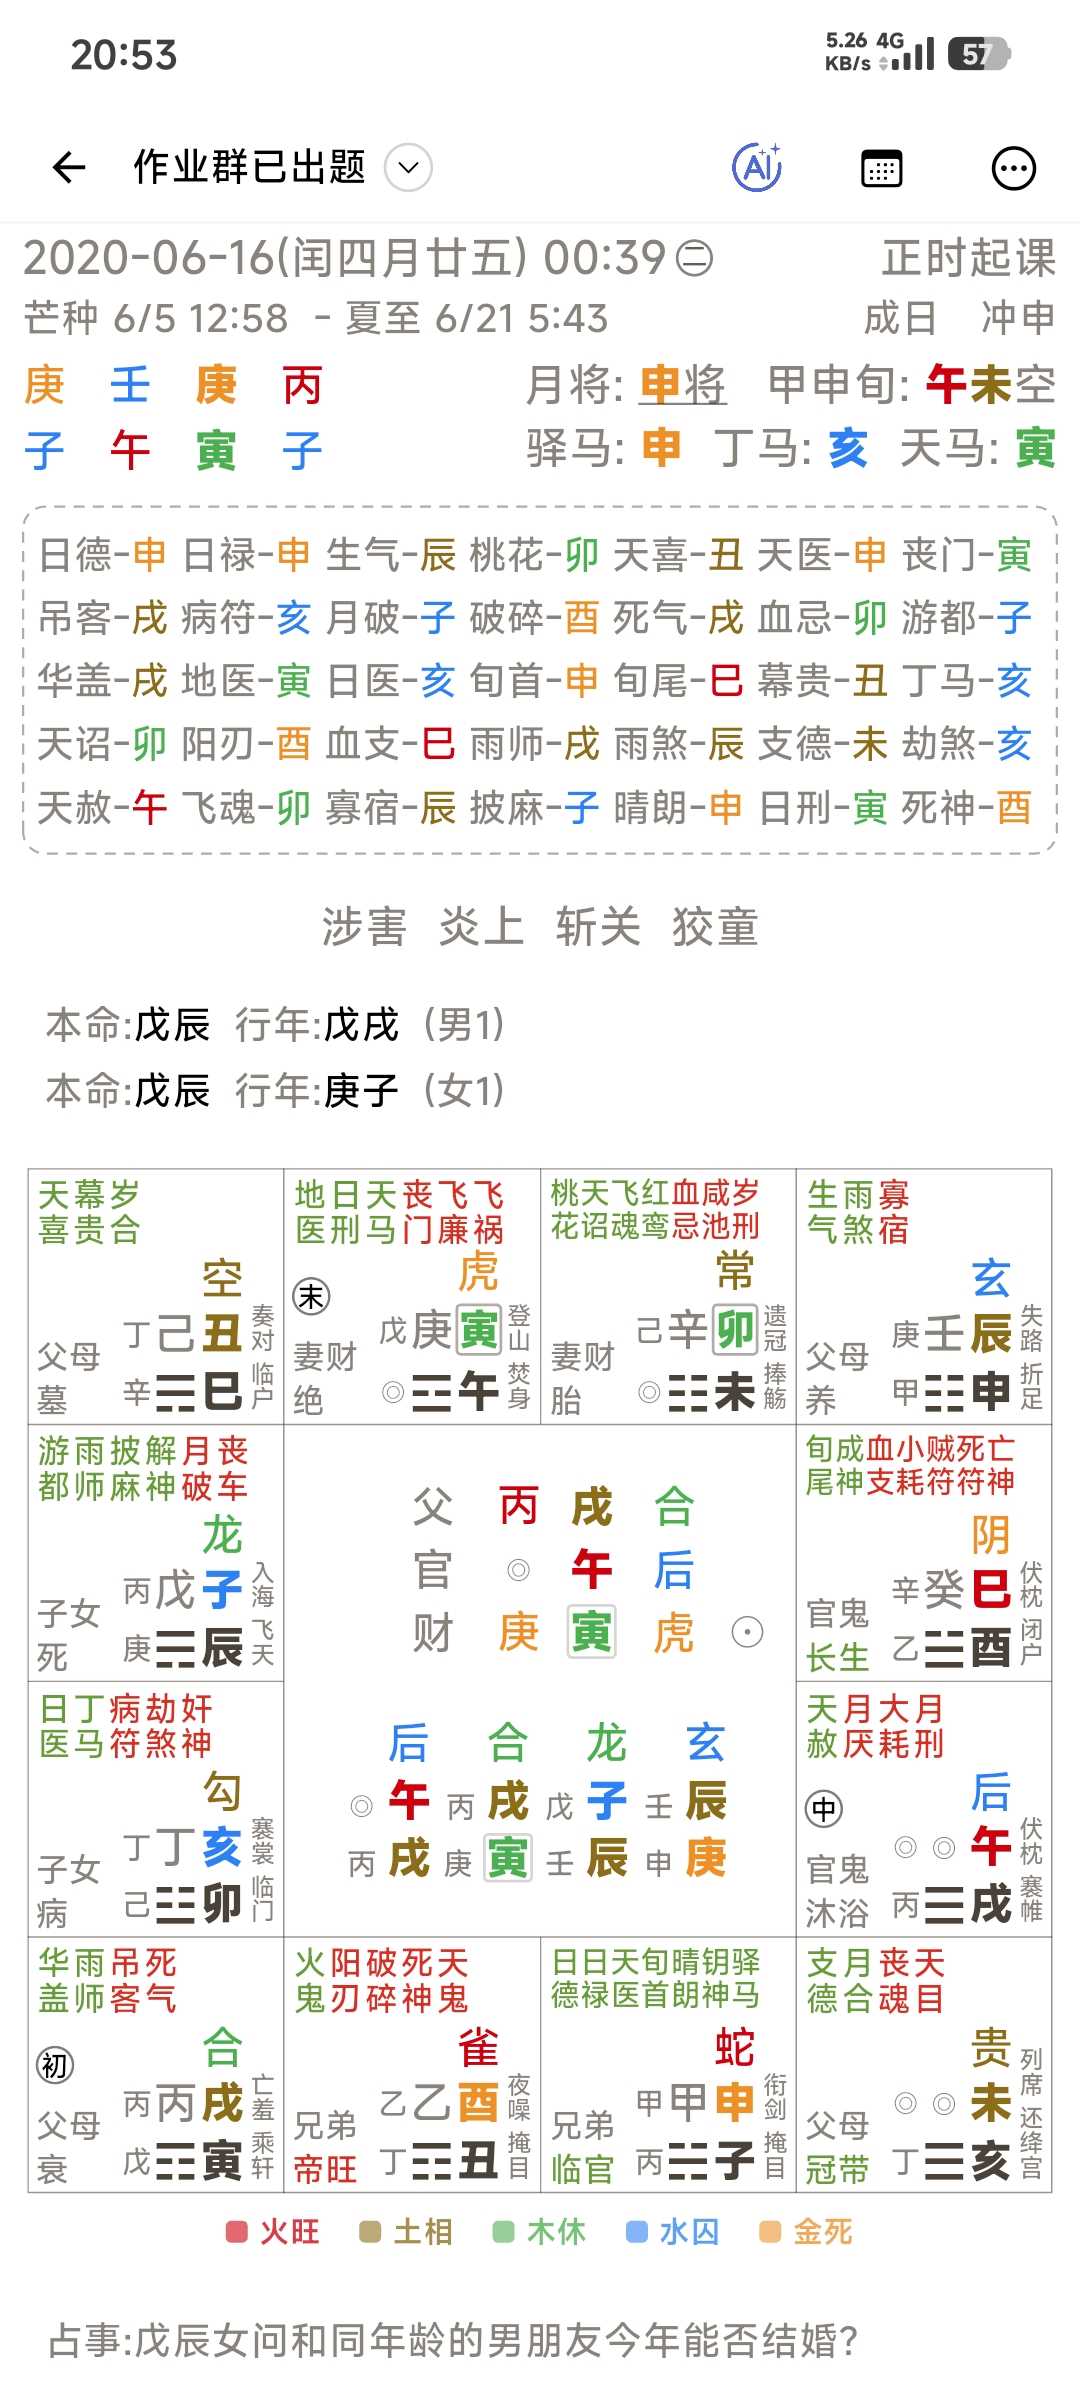 20:53
5.26 KB/s 4G 57
作业群已出题 AI
2020-06-16(闰四月廿五) 00:39 ㊁ 正时起课
芒种 6/5 12:58 - 夏至 6/21 5:43 成日 冲申
庚 壬 庚 丙 月将: 申将 甲申旬: 午未空
子 午 寅 子 驿马: 申 丁马: 亥 天马: 寅
日德-申 日禄-申 生气-辰 桃花-卯 天喜-丑 天医-申 丧门-寅
吊客-戌 病符-亥 月破-子 破碎-酉 死气-戌 血忌-卯 游都-子
华盖-戌 地医-寅 日医-亥 旬首-申 旬尾-巳 幕贵-丑 丁马-亥
天诏-卯 阳刃-酉 血支-巳 雨师-戌 雨煞-辰 支德-未 劫煞-亥
天赦-午 飞魂-卯 寡宿-辰 披麻-子 晴朗-申 日刑-寅 死神-酉
涉害 炎上 斩关 狡童
本命:戊辰 行年:戊戌 (男1)
本命:戊辰 行年:庚子 (女1)
天喜 幕贵 岁合
空
丁 己 丑 奏对
父母 墓 辛 ☴ 巳 临户
地医 日刑 天马 丧门 飞廉 飞祸
末 虎
戊 庚 寅 登山
妻财 绝 ◎ ☲ 午 焚身
桃花 天诏 飞魂 红鸾 血忌 咸池 岁刑
常
己 辛 卯 遗冠
妻财 胎 ◎ ☷ 未 捧觞
生气 雨煞 寡宿
玄
庚 壬 辰 失路
父母 养 甲 ☷ 申 折足
游都 雨师 披麻 解神 月破 丧车
龙
丙 戊 子 入海
子女 死 庚 ☴ 辰 飞天
父 丙 戌 合
官 ◎ 午 后
财 庚 寅 虎 ⊙
旬尾 成神 血支 小耗 贼符 死符 亡神
阴
辛 癸 巳 伏枕
官鬼 长生 乙 ☱ 酉 闭户
日医 丁马 病符 劫煞 奸神
勾
丁 丁 亥 褰裳
子女 病 己 ☳ 卯 临门
后 合 龙 玄
◎ 午 丙 戌 戊 子 壬 辰
丙 戌 庚 寅 壬 辰 申 庚
天赦 月厌 大耗 月刑
中 后
◎ ◎ 午 伏枕
官鬼 沐浴 丙 ☰ 戌 褰帷
华盖 雨师 吊客 死气
初 合
丙 丙 戌 亡羞
父母 衰 戊 ☶ 寅 乘轩
火鬼 阳刃 破碎 死神 天鬼
雀
乙 乙 酉 夜噪
兄弟 帝旺 丁 ☶ 丑 掩目
日德 日禄 天医 旬首 晴朗 钥神 驿马
蛇
甲 甲 申 衔剑
兄弟 临官 丙 ☵ 子 掩目
支德 月合 丧魂 天目
贵
◎ ◎ 未 列席
父母 冠带 丁 ☰ 亥 还绛宫
火旺 土相 木休 水囚 金死
占事:戊辰女问和同年龄的男朋友今年能否结婚?